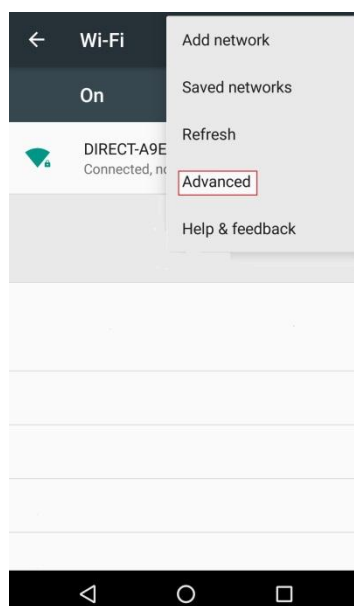 Wi-Fi
On
DIRECT-A9E
Connected,
Add network
Saved networks
Refresh
Advanced
Help & feedback